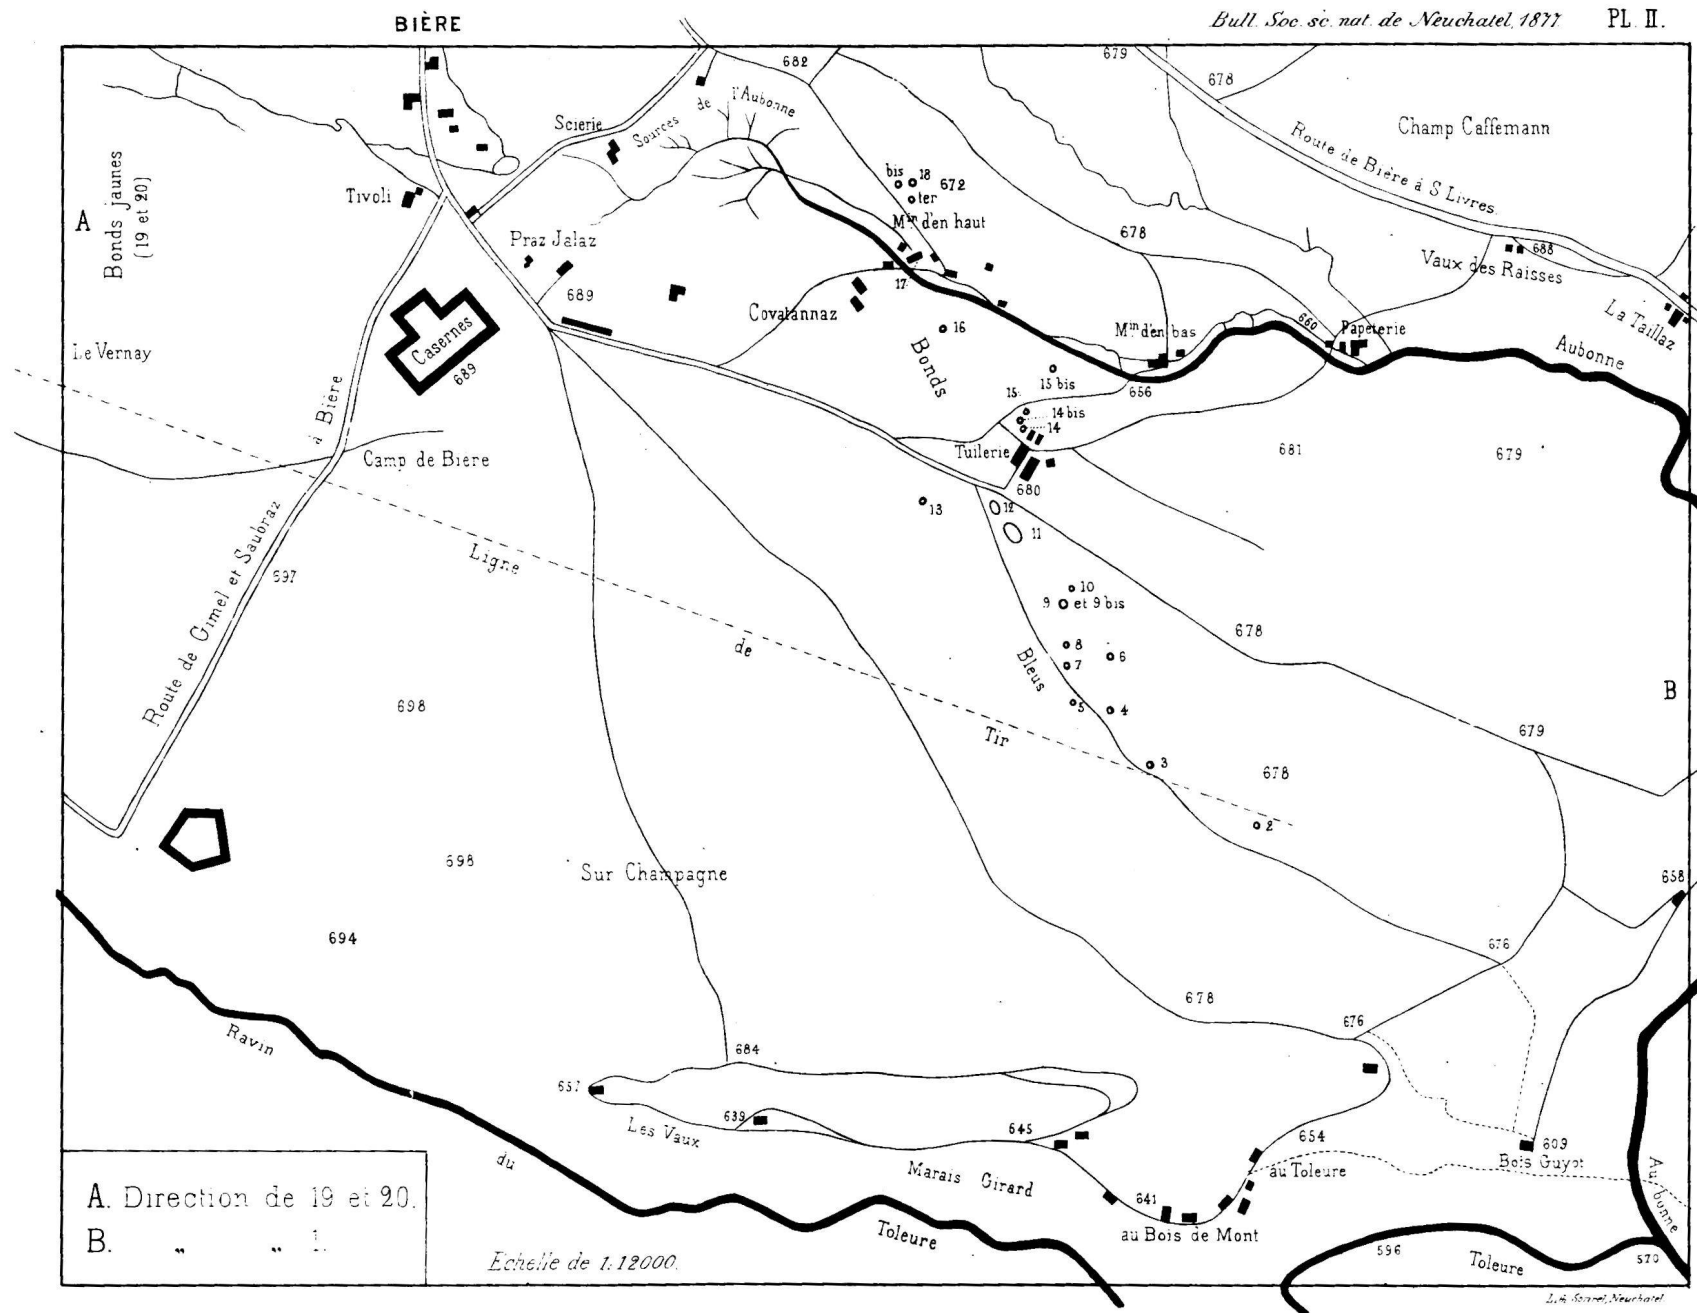 BIÈRE
Bull. Soc. sc. nat. de Neuchatel, 1877.
PL. II.
682
679
678
Scierie
Sources de l'Aubonne
Route de Bière à S Livres.
Champ Caffemann
A
Bonds jaunes
(19 et 20)
Tivoli
bis
18
672
ter
Min d'en haut
678
688
Vaux des Raisses
La Taillaz
Praz Jalaz
689
17
Covatannaz
16
Bonds
Min d'en bas
660
Papeterie
Aubonne
Le Vernay
Casernes
689
15 bis
656
15
14 bis
14
Tuilerie
681
679
à Bière
Camp de Bière
680
13
12
11
Route de Gimel et Saubraz
697
Ligne
de
Tir
10
9
et 9 bis
8
7
6
5
4
3
2
Bleus
678
B
698
679
678
698
Sur Champagne
658
694
676
678
676
Ravin
du
Toleure
684
657
639
Les Vaux
645
654
609
Bois Guyot
au Toleure
Marais Girard
641
au Bois de Mont
Aubonne
596
Toleure
570
A. Direction de 19 et 20.
B. " " 1.
Echelle de 1:12000.
Lith. Sonrel, Neuchatel